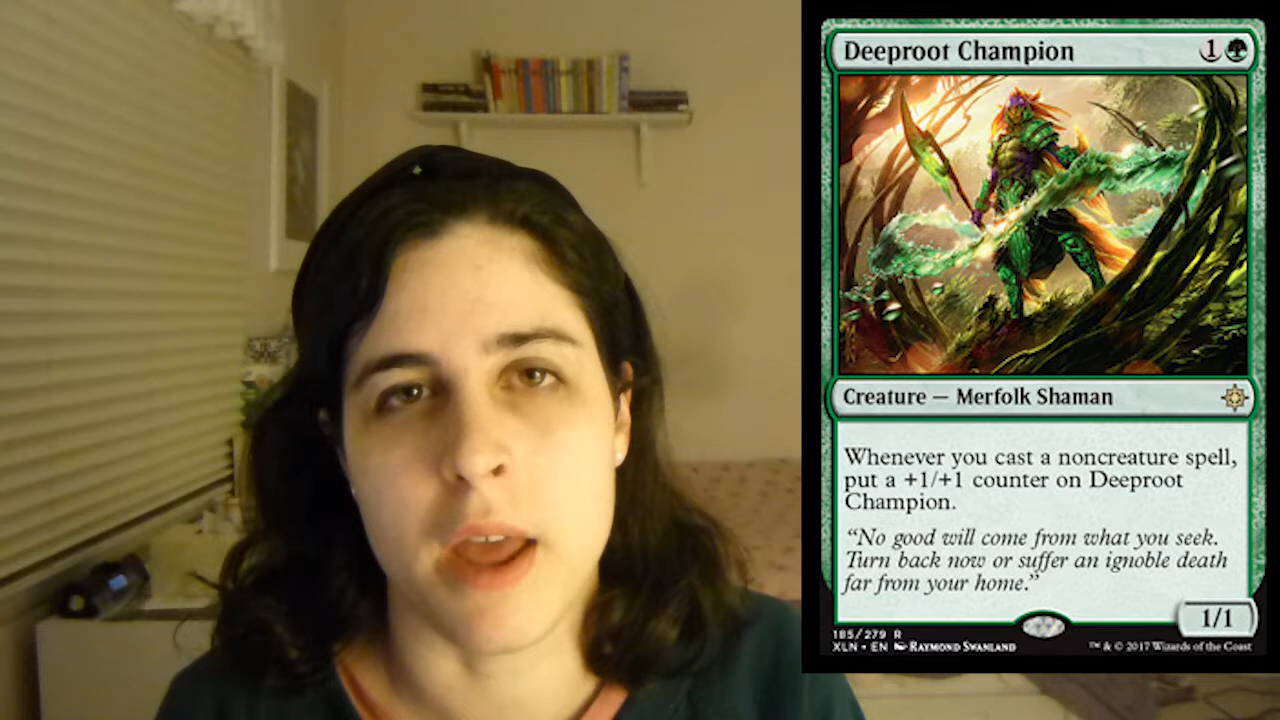 Deeproot Champion 1
Creature — Merfolk Shaman
Whenever you cast a noncreature spell,
put a +1/+1 counter on Deeproot
Champion.
“No good will come from what you seek.
Turn back now or suffer an ignoble death
far from your home.”
1/1
185/279 R
XLN • EN RAYMOND SWANLAND ™ & © 2017 Wizards of the Coast